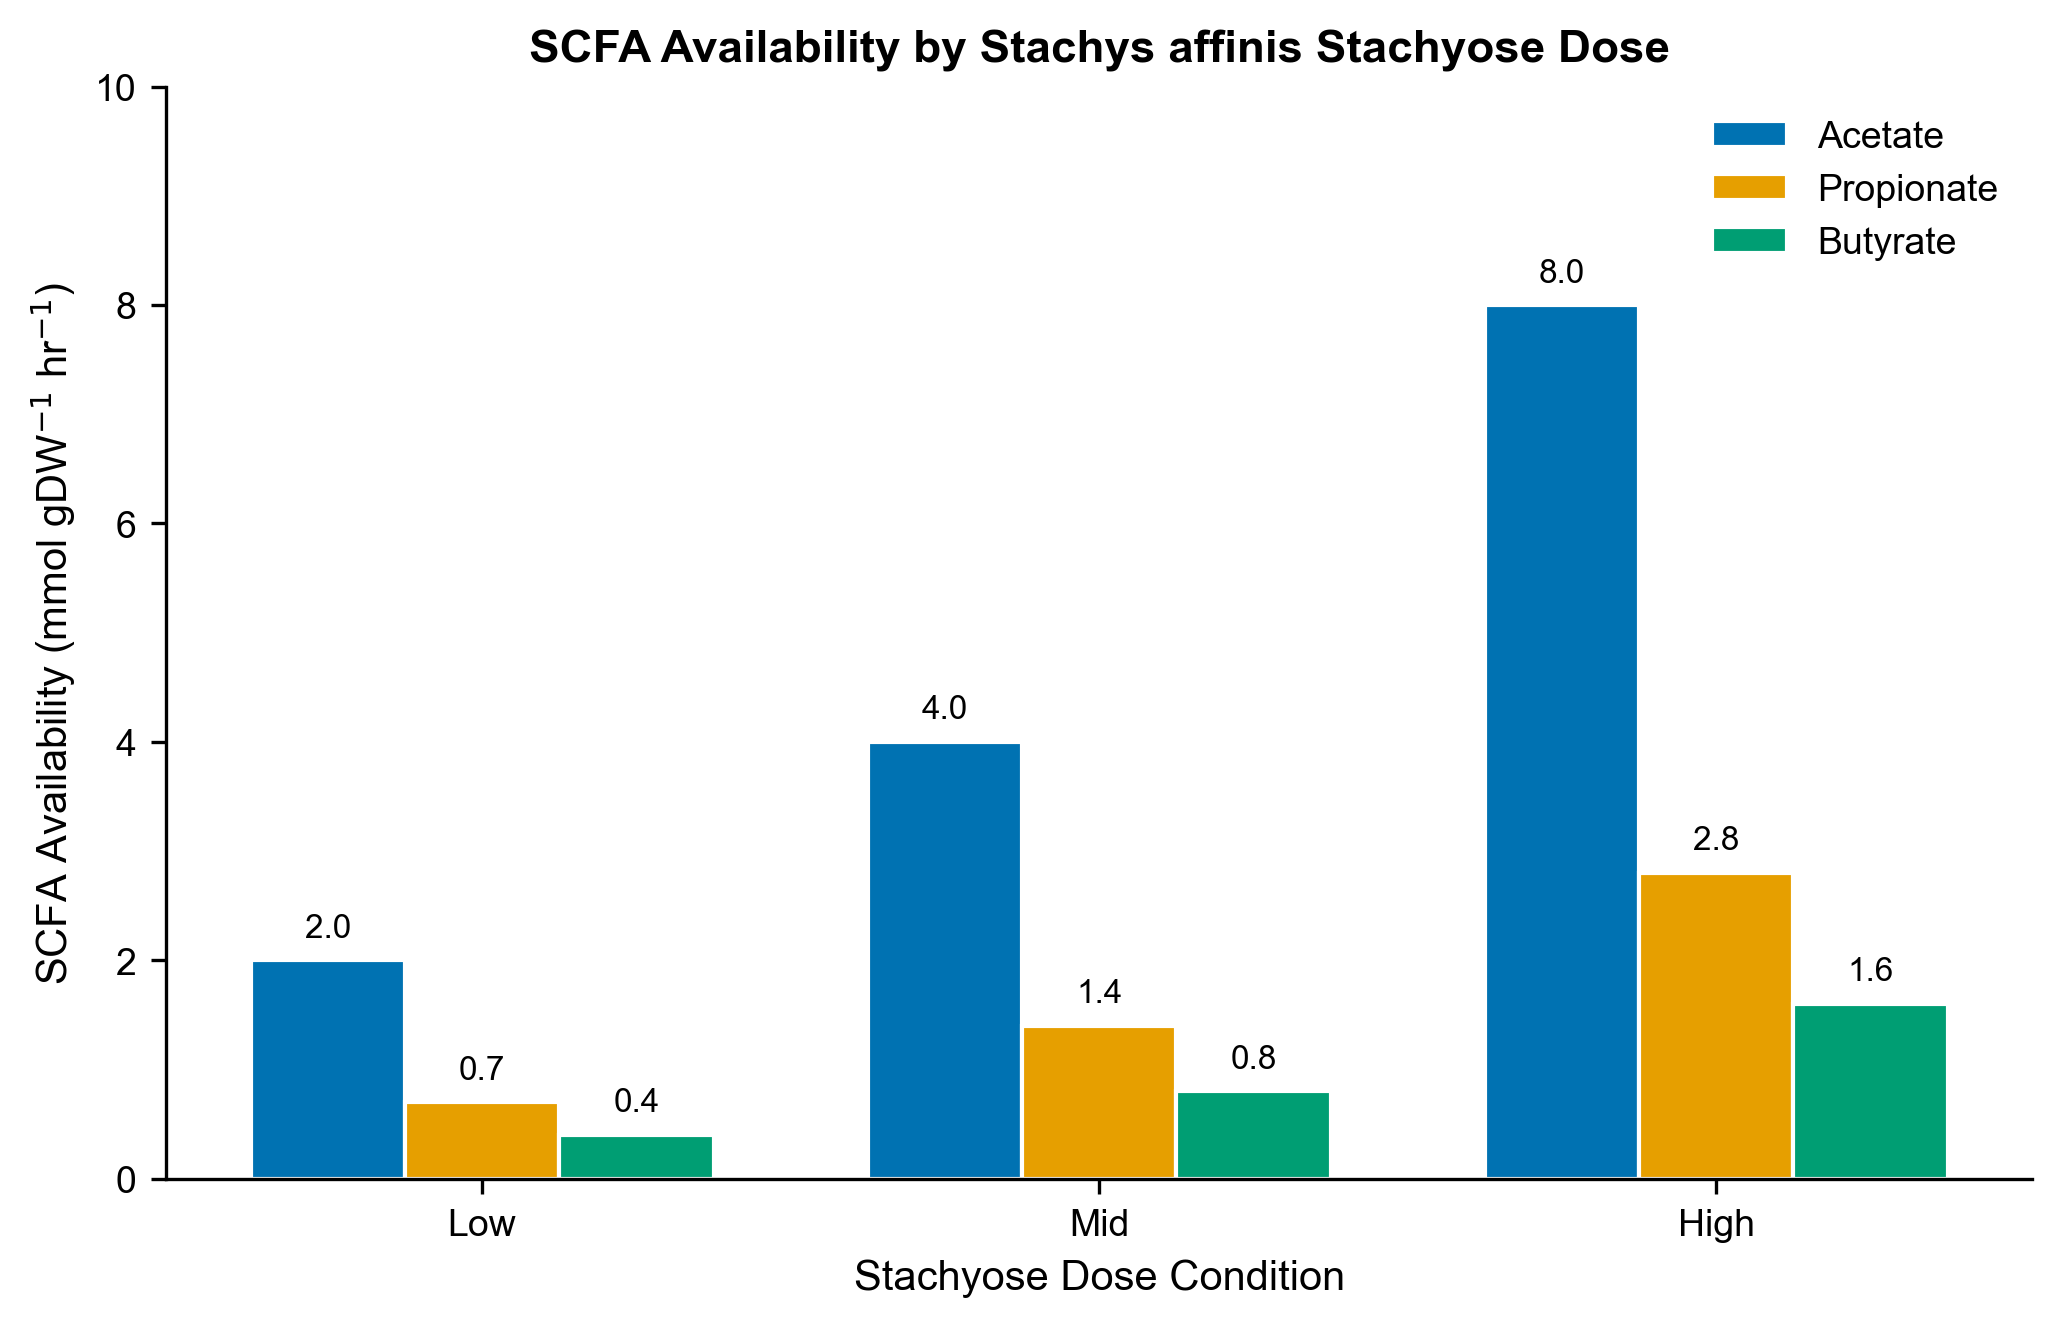 SCFA Availability by Stachys affinis Stachyose Dose
SCFA Availability (mmol gDW⁻¹ hr⁻¹)
10
8
6
4
2
0
Acetate
Propionate
Butyrate
2.0
0.7
0.4
4.0
1.4
0.8
8.0
2.8
1.6
Low
Mid
High
Stachyose Dose Condition